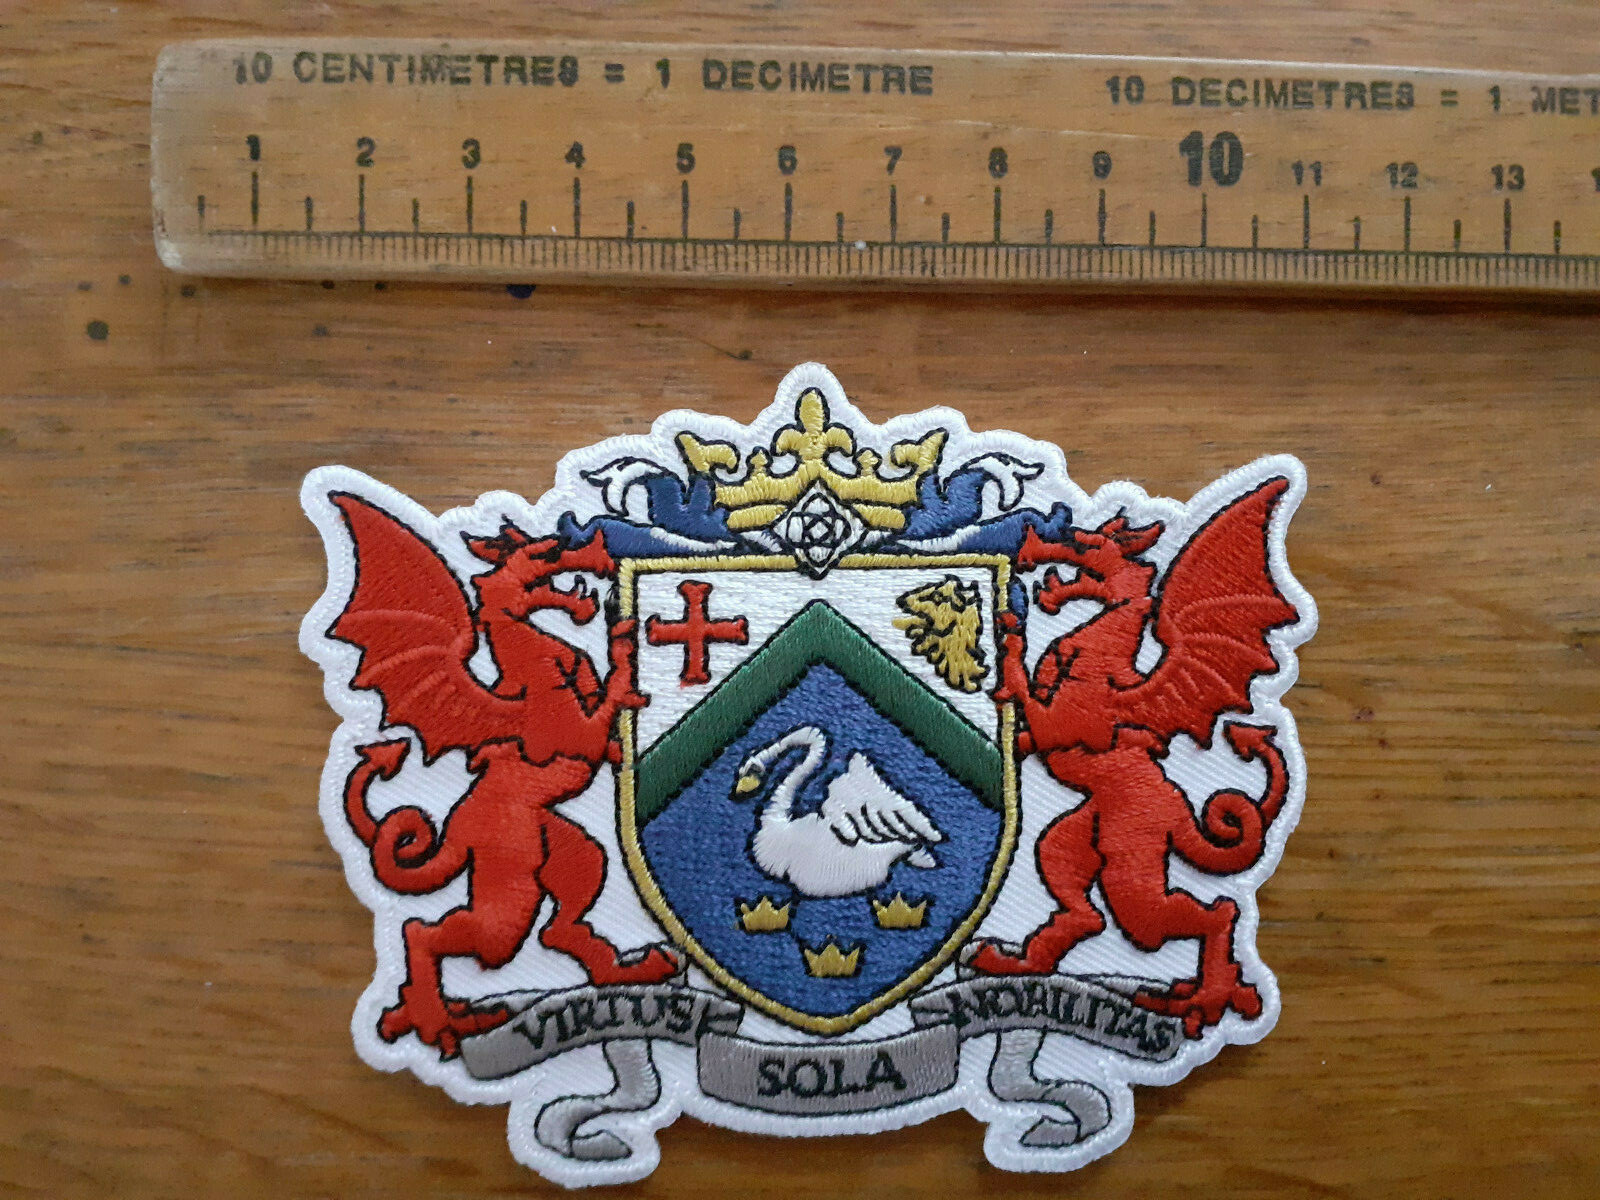 10 CENTIMETRES = 1 DECIMETRE 10 DECIMETRES = 1 MET
1 2 3 4 5 6 7 8 9 10 11 12 13
VIRTUS SOLA NOBILITAS